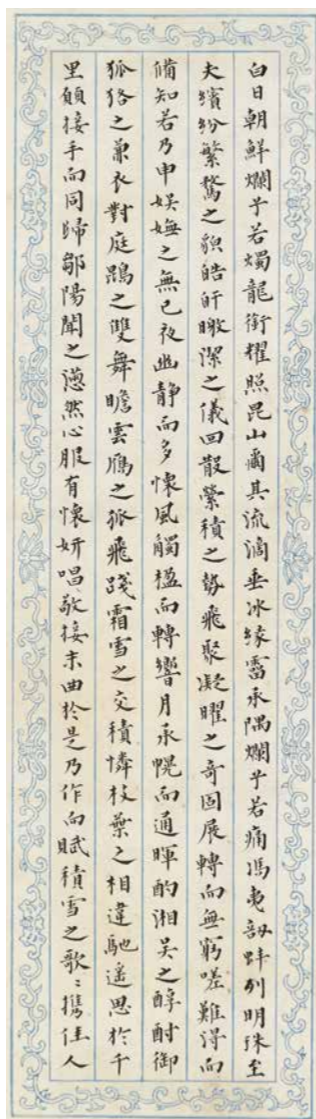 白日朝鮮爛乎若燭龍銜耀照昆山爾其流滴垂冰緣霤承隅爛乎若痛馮夷剖蚌列明珠至
夫繽紛繁騖之貌皓旰曒潔之儀回散縈積之勢飛聚凝曜之奇固展轉而無窮嗟難得而
備知若乃申娛嫵之無已夜幽静而多懷風觸楹而轉響月承幌而通暉酌湘吳之醇酎御
狐狢之兼衣對庭鵾之雙舞瞻雲鴈之孤飛踐霜雪之交積憐枝葉之相違馳遙思於千
里願接手而同歸鄒陽聞之懣然心服有懷妍唱敬接末曲於是乃作而賦積雪之歌〻攜佳人